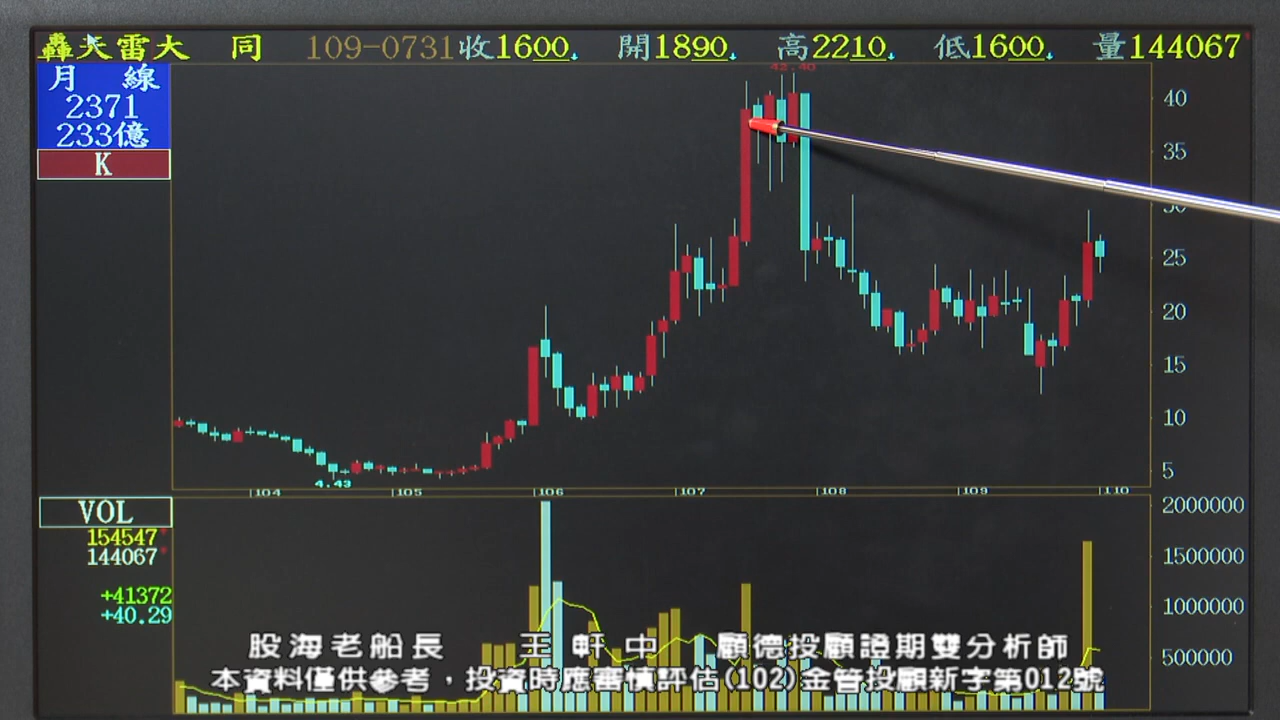 轟天雷大 同 109-0731 收1600↓ 開1890↓ 高2210↓ 低1600↓ 量144067
月 線
2371
233億
K
42.40
40
35
30
25
20
15
10
5
4.43
104 105 106 107 108 109 110
VOL
154547
144067
+41372
+40.29
2000000
1500000
1000000
500000
股海老船長 王軒中 顧德投顧證期雙分析師
本資料僅供參考，投資時應審慎評估(102)金管投顧新字第012號